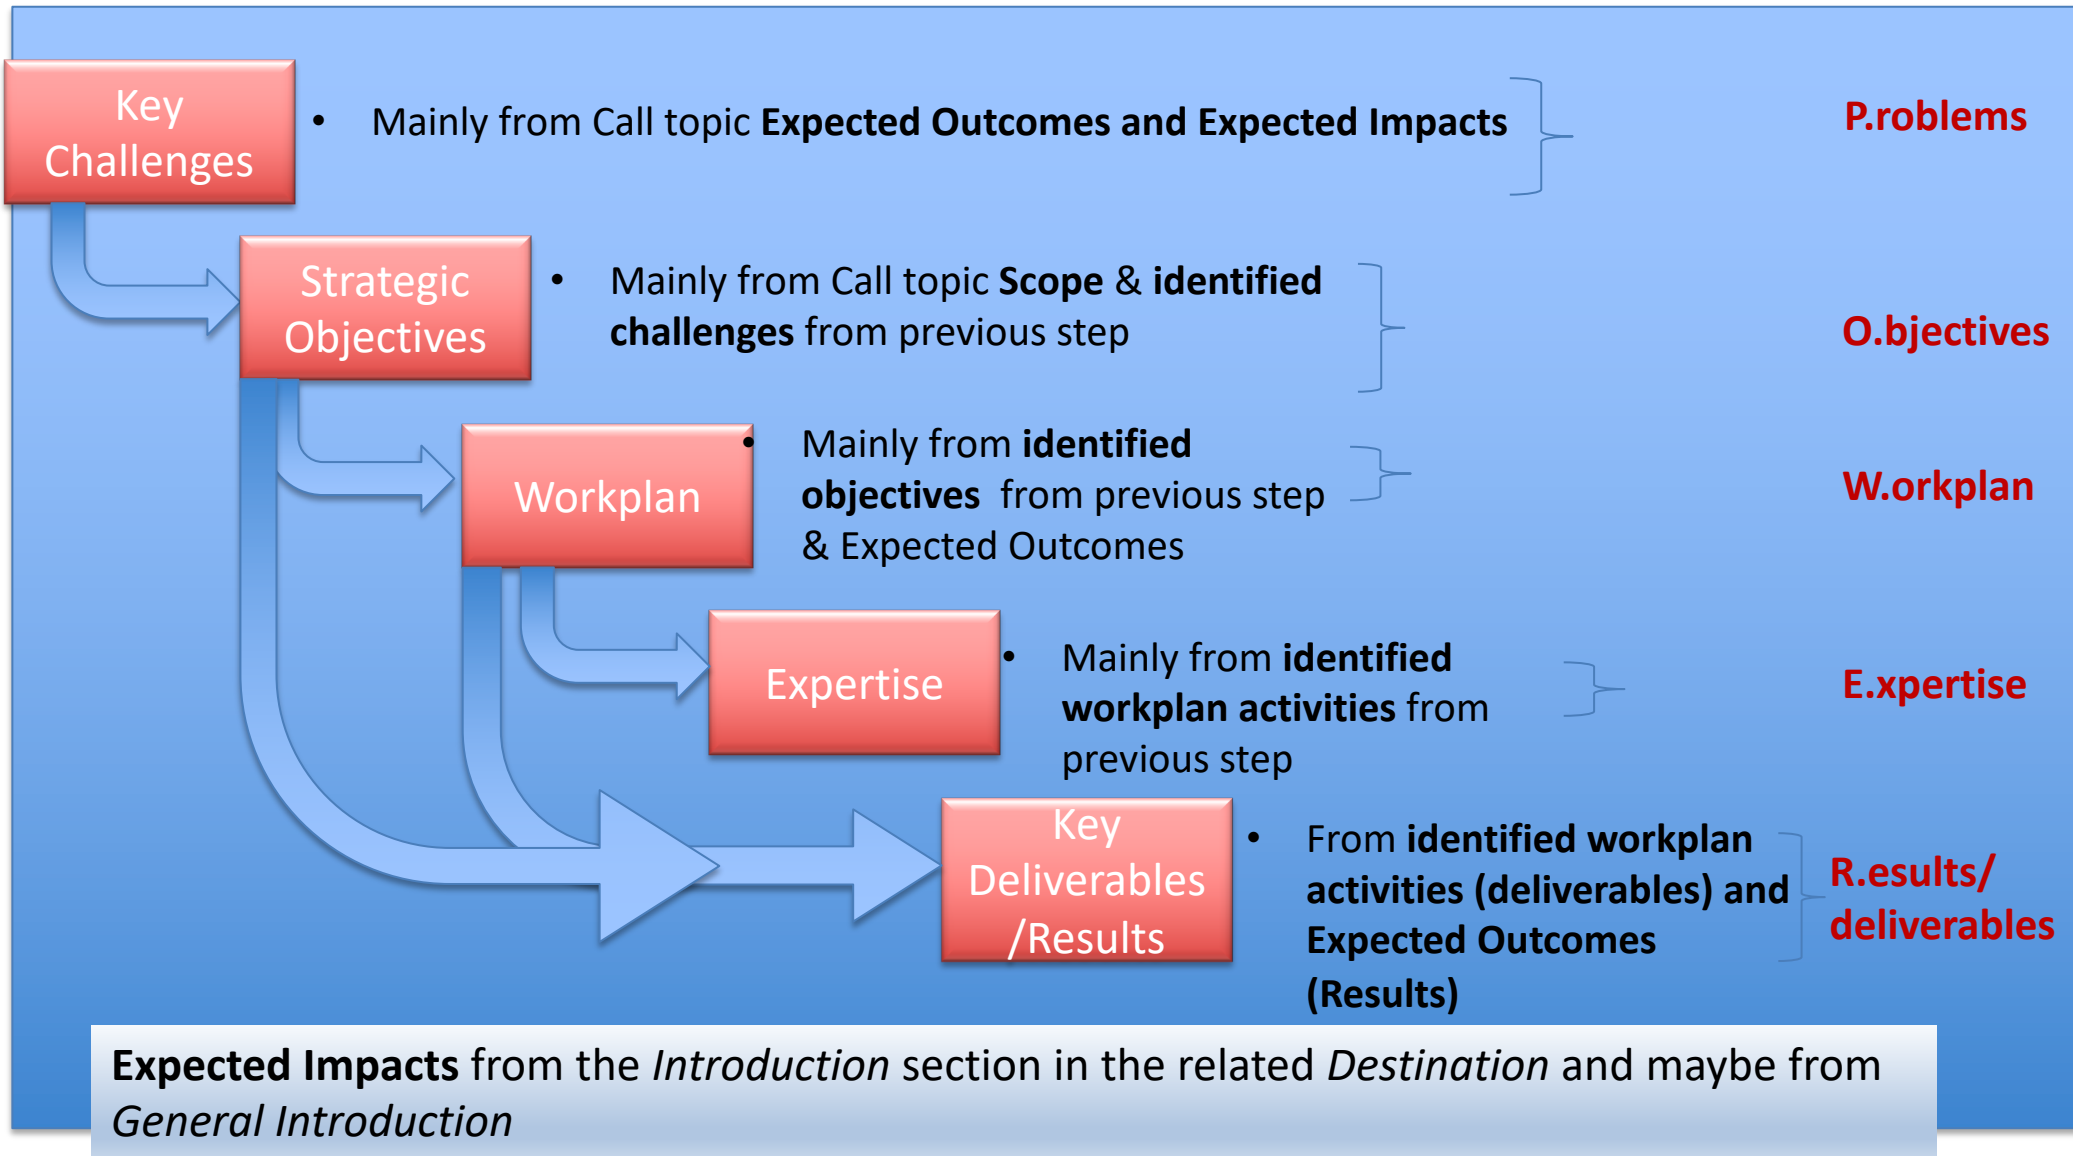 Key
Challenges
• Mainly from Call topic Expected Outcomes and Expected Impacts
P.roblems
Strategic
Objectives
• Mainly from Call topic Scope & identified
challenges from previous step
O.bjectives
Workplan
• Mainly from identified
objectives from previous step
& Expected Outcomes
W.orkplan
Expertise
• Mainly from identified
workplan activities from
previous step
E.xpertise
Key
Deliverables
/Results
• From identified workplan
activities (deliverables) and
Expected Outcomes
(Results)
R.esults/
deliverables
Expected Impacts from the Introduction section in the related Destination and maybe from
General Introduction